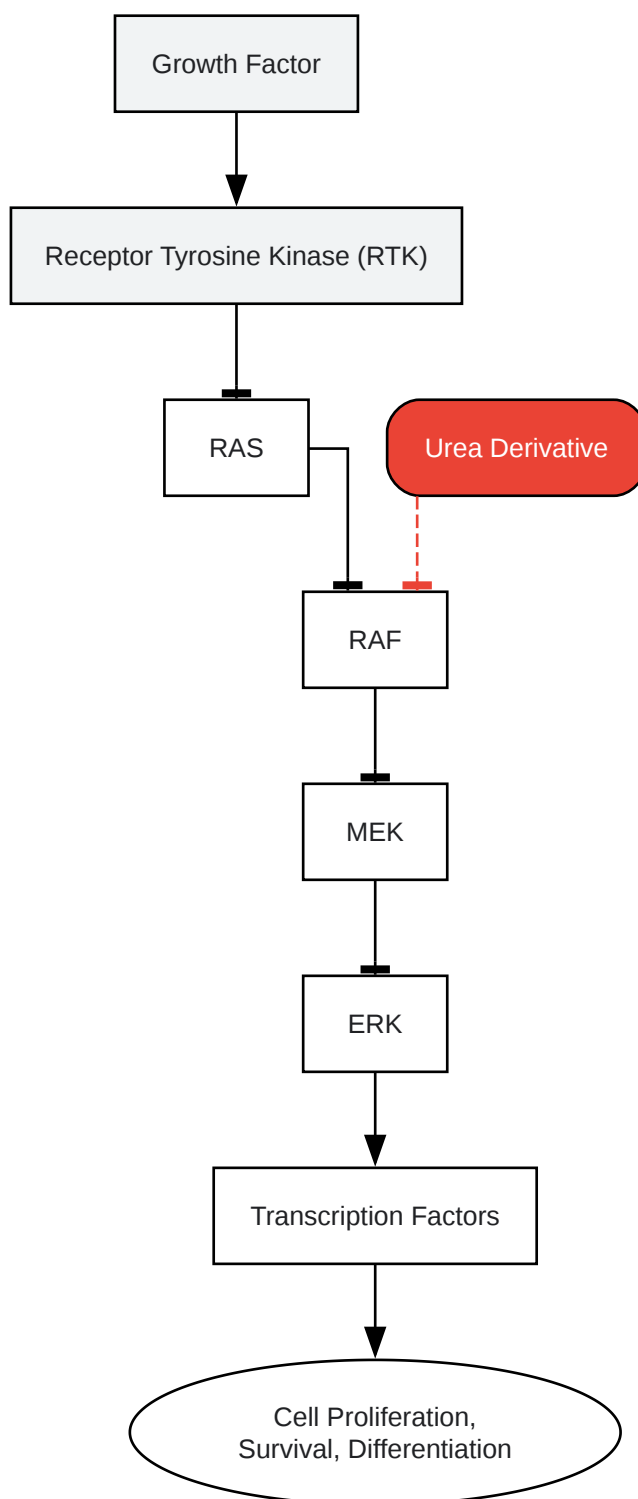 Growth Factor
Receptor Tyrosine Kinase (RTK)
RAS
Urea Derivative
RAF
MEK
ERK
Transcription Factors
Cell Proliferation,
Survival, Differentiation